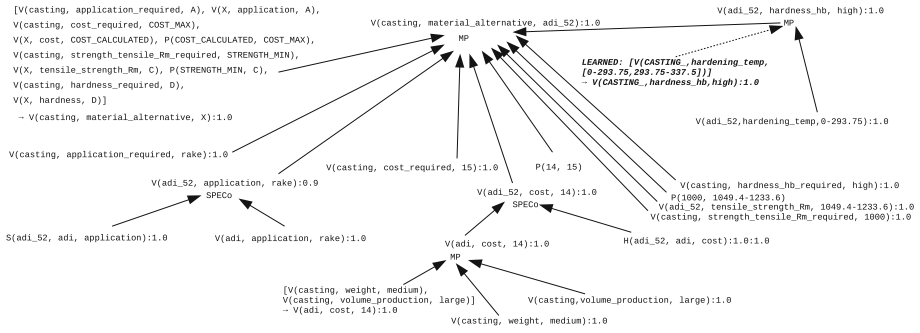 [V(casting, application_required, A), V(X, application, A),
V(casting, cost_required, COST_MAX),
V(X, cost, COST_CALCULATED), P(COST_CALCULATED, COST_MAX),
V(casting, strength_tensile_Rm_required, STRENGTH_MIN),
V(X, tensile_strength_Rm, C), P(STRENGTH_MIN, C),
V(casting, hardness_required, D),
V(X, hardness, D)]
→ V(casting, material_alternative, X):1.0
V(casting, material_alternative, adi_52):1.0
MP
V(adi_52, hardness_hb, high):1.0
MP
LEARNED: [V(CASTING_,hardening_temp,
[0-293.75,293.75-337.5])]
→ V(CASTING_,hardness_hb,high):1.0
V(adi_52,hardening_temp,0-293.75):1.0
V(casting, application_required, rake):1.0
V(casting, cost_required, 15):1.0
P(14, 15)
V(adi_52, application, rake):0.9
SPECo
V(adi_52, cost, 14):1.0
SPECo
V(casting, hardness_hb_required, high):1.0
P(1000, 1049.4-1233.6)
V(adi_52, tensile_strength_Rm, 1049.4-1233.6):1.0
V(casting, strength_tensile_Rm_required, 1000):1.0
S(adi_52, adi, application):1.0
V(adi, application, rake):1.0
V(adi, cost, 14):1.0
MP
H(adi_52, adi, cost):1.0:1.0
[V(casting, weight, medium),
V(casting, volume_production, large)]
→ V(adi, cost, 14):1.0
V(casting,volume_production, large):1.0
V(casting, weight, medium):1.0